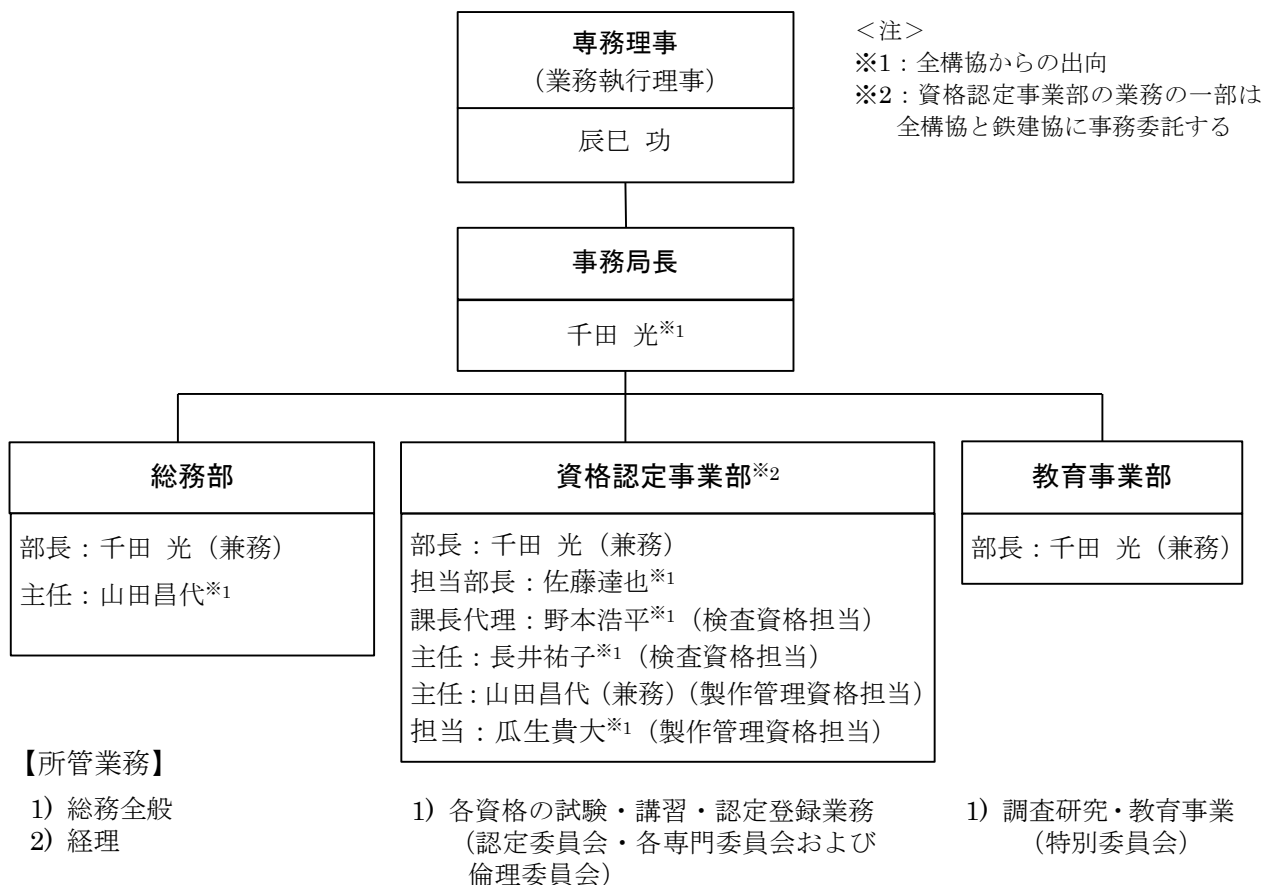 専務理事
(業務執行理事)
辰巳 功
<注>
※1:全構協からの出向
※2:資格認定事業部の業務の一部は
全構協と鉄建協に事務委託する
事務局長
千田 光※1
総務部
部長:千田 光(兼務)
主任:山田昌代※1
資格認定事業部※2
部長:千田 光(兼務)
担当部長:佐藤達也※1
課長代理:野本浩平※1(検査資格担当)
主任:長井祐子※1(検査資格担当)
主任:山田昌代(兼務)(製作管理資格担当)
担当:瓜生貴大※1(製作管理資格担当)
教育事業部
部長:千田 光(兼務)
【所管業務】
1) 総務全般
2) 経理
1) 各資格の試験・講習・認定登録業務
(認定委員会・各専門委員会および
倫理委員会)
1) 調査研究・教育事業
(特別委員会)